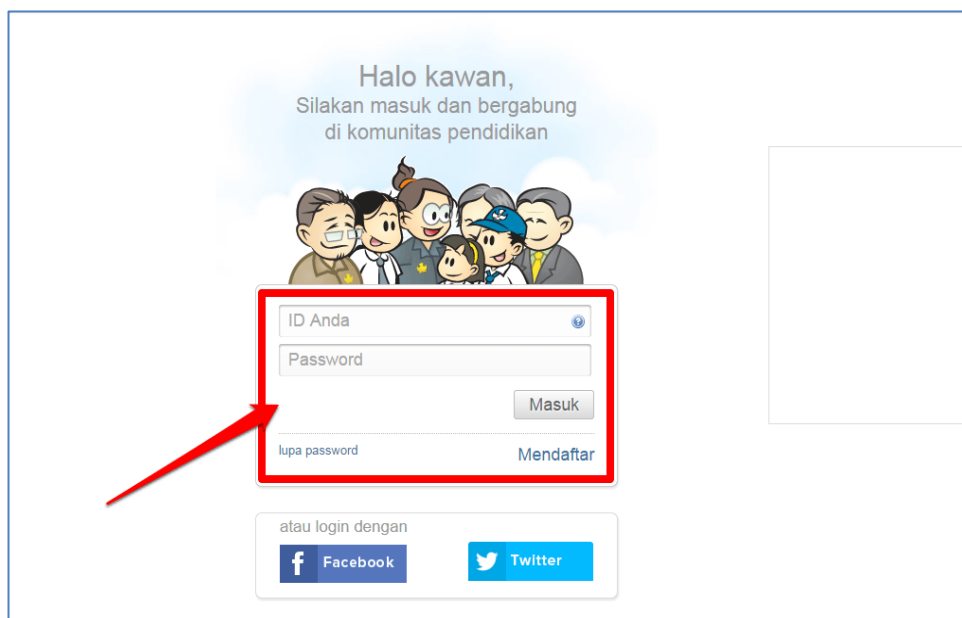 Halo kawan,
Silakan masuk dan bergabung
di komunitas pendidikan
ID Anda
Password
Masuk
lupa password
Mendaftar
atau login dengan
Facebook
Twitter